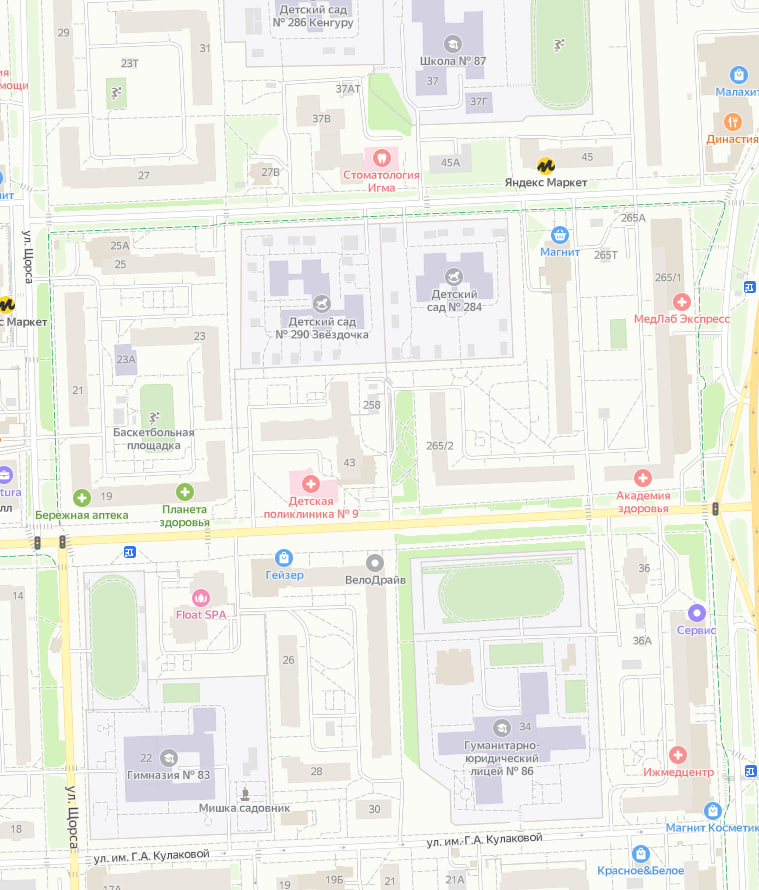 Детский сад
№ 286 Кенгуру
29
31
Школа № 87
23Т
37
37АТ
37Г
Малахит
37В
Династия
45А
45
27
27В
Стоматология
Игма
Яндекс Маркет
265А
25А
25
ул. Щорса
Магнит
265Т
265/1
Детский
сад № 284
Детский сад
№ 290 Звёздочка
МедЛаб Экспресс
23
23А
21
258
Баскетбольная
площадка
265/2
43
19
Бережная аптека
Планета
здоровья
Детская
поликлиника № 9
Академия
здоровья
Гейзер
ВелоДрайв
36
14
Float SPA
Сервис
36А
26
34
22
Гимназия № 83
Гуманитарно-
юридический
лицей № 86
28
Ижмедцентр
ул. Щорса
Мишка садовник
30
18
Магнит Косметик
ул. им. Г.А. Кулаковой
ул. им. Г.А. Кулаковой
Красное&Белое
17А
19
19Б
21
21А